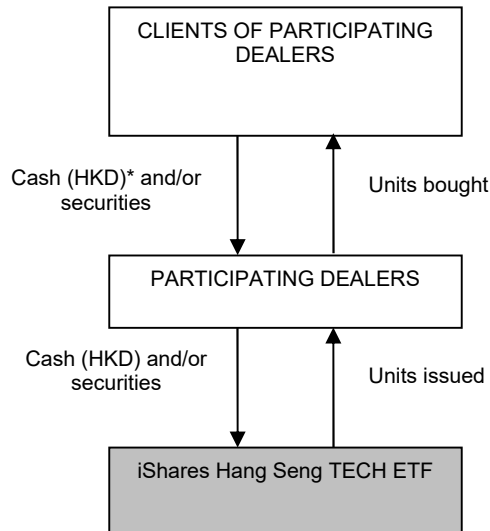 CLIENTS OF PARTICIPATING
DEALERS
Cash (HKD)* and/or
securities
Units bought
PARTICIPATING DEALERS
Cash (HKD) and/or
securities
Units issued
iShares Hang Seng TECH ETF